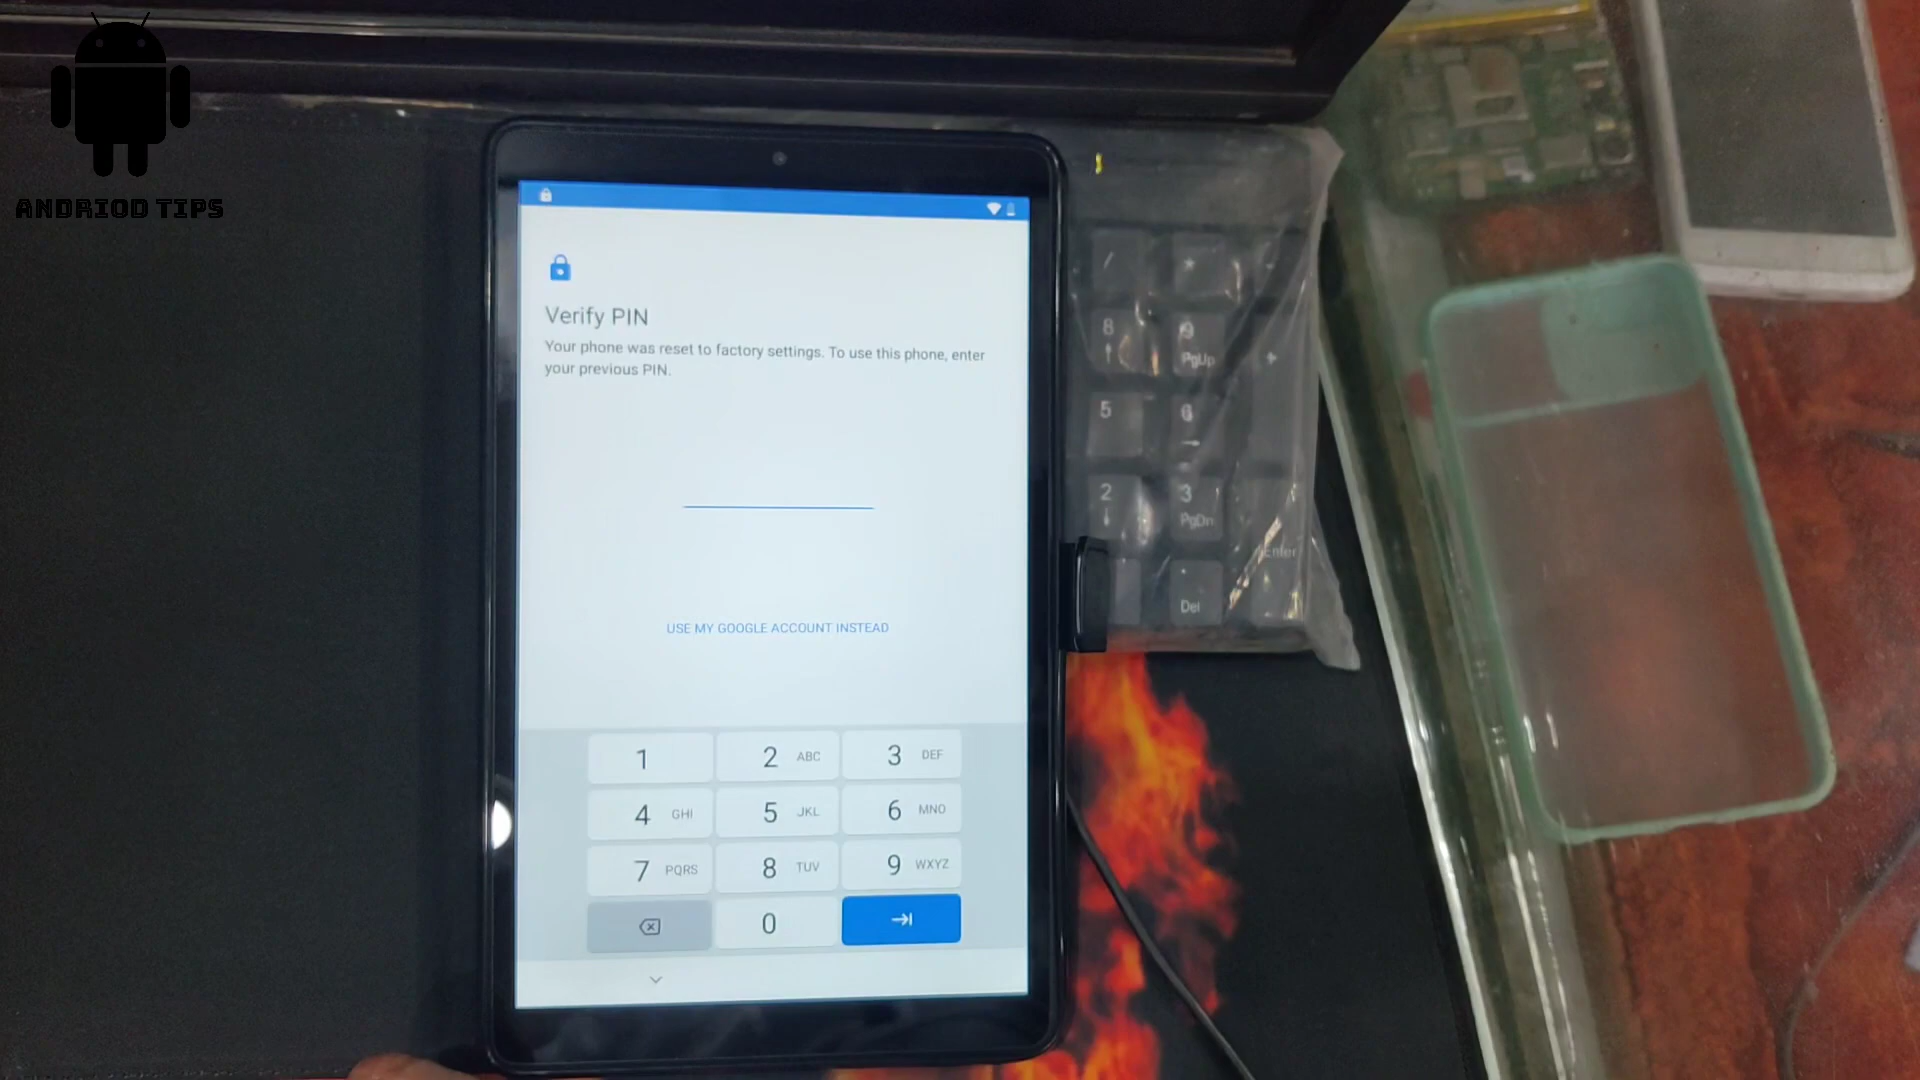 ANDRIOD TIPS
Verify PIN
Your phone was reset to factory settings. To use this phone, enter
your previous PIN.
USE MY GOOGLE ACCOUNT INSTEAD
1
2 ABC
3 DEF
4 GHI
5 JKL
6 MNO
7 PQRS
8 TUV
9 WXYZ
0
/
*
-
8
9
PgUp
+
5
6
2
3
PgDn
Enter
Del